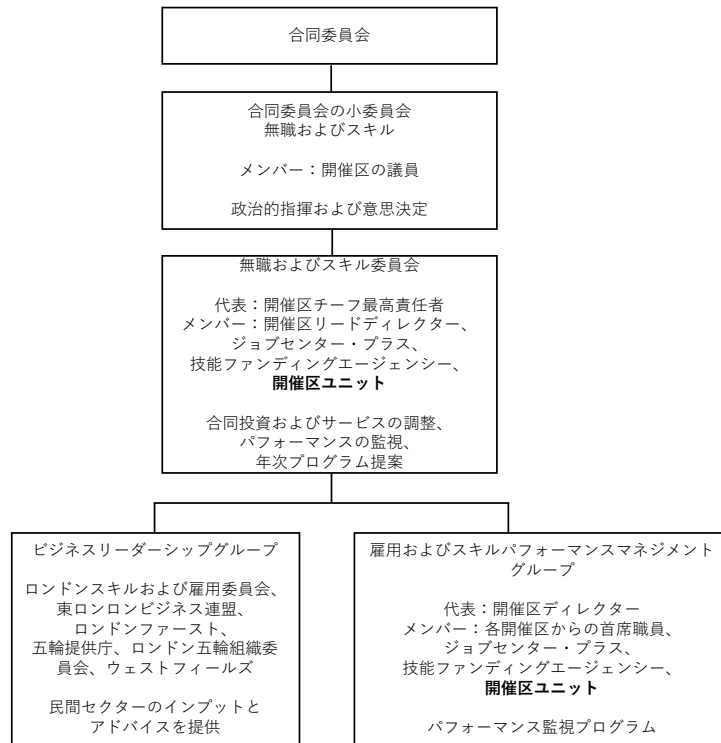 合同委員会
合同委員会の小委員会
無職およびスキル
メンバー：開催区の議員
政治的指揮および意思決定
無職およびスキル委員会
代表：開催区チーフ最高責任者
メンバー：開催区リードディレクター、
ジョブセンター・プラス、
技能ファンディングエージェンシー、
開催区ユニット
合同投資およびサービスの調整、
パフォーマンスの監視、
年次プログラム提案
ビジネスリーダーシップグループ
ロンドンスキルおよび雇用委員会、
東ロンロンビジネス連盟、
ロンドンファースト、
五輪提供庁、ロンドン五輪組織委
員会、ウェストフィールズ
民間セクターのインプットと
アドバイスを提供
雇用およびスキルパフォーマンスマネジメント
グループ
代表：開催区ディレクター
メンバー：各開催区からの首席職員、
ジョブセンター・プラス、
技能ファンディングエージェンシー、
開催区ユニット
パフォーマンス監視プログラム